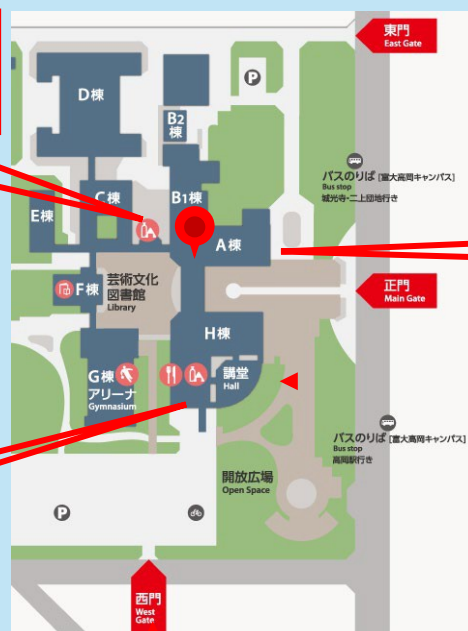 東門
East Gate
P
D棟
B2
棟
バスのりば [富大高岡キャンパス]
Bus stop
城光寺・二上団地行き
C棟
B1棟
E棟
A棟
芸術文化
図書館
Library
F棟
正門
Main Gate
H棟
G棟
アリーナ
Gymnasium
講堂
Hall
バスのりば [富大高岡キャンパス]
Bus stop
高岡駅行き
開放広場
Open Space
P
西門
West
Gate